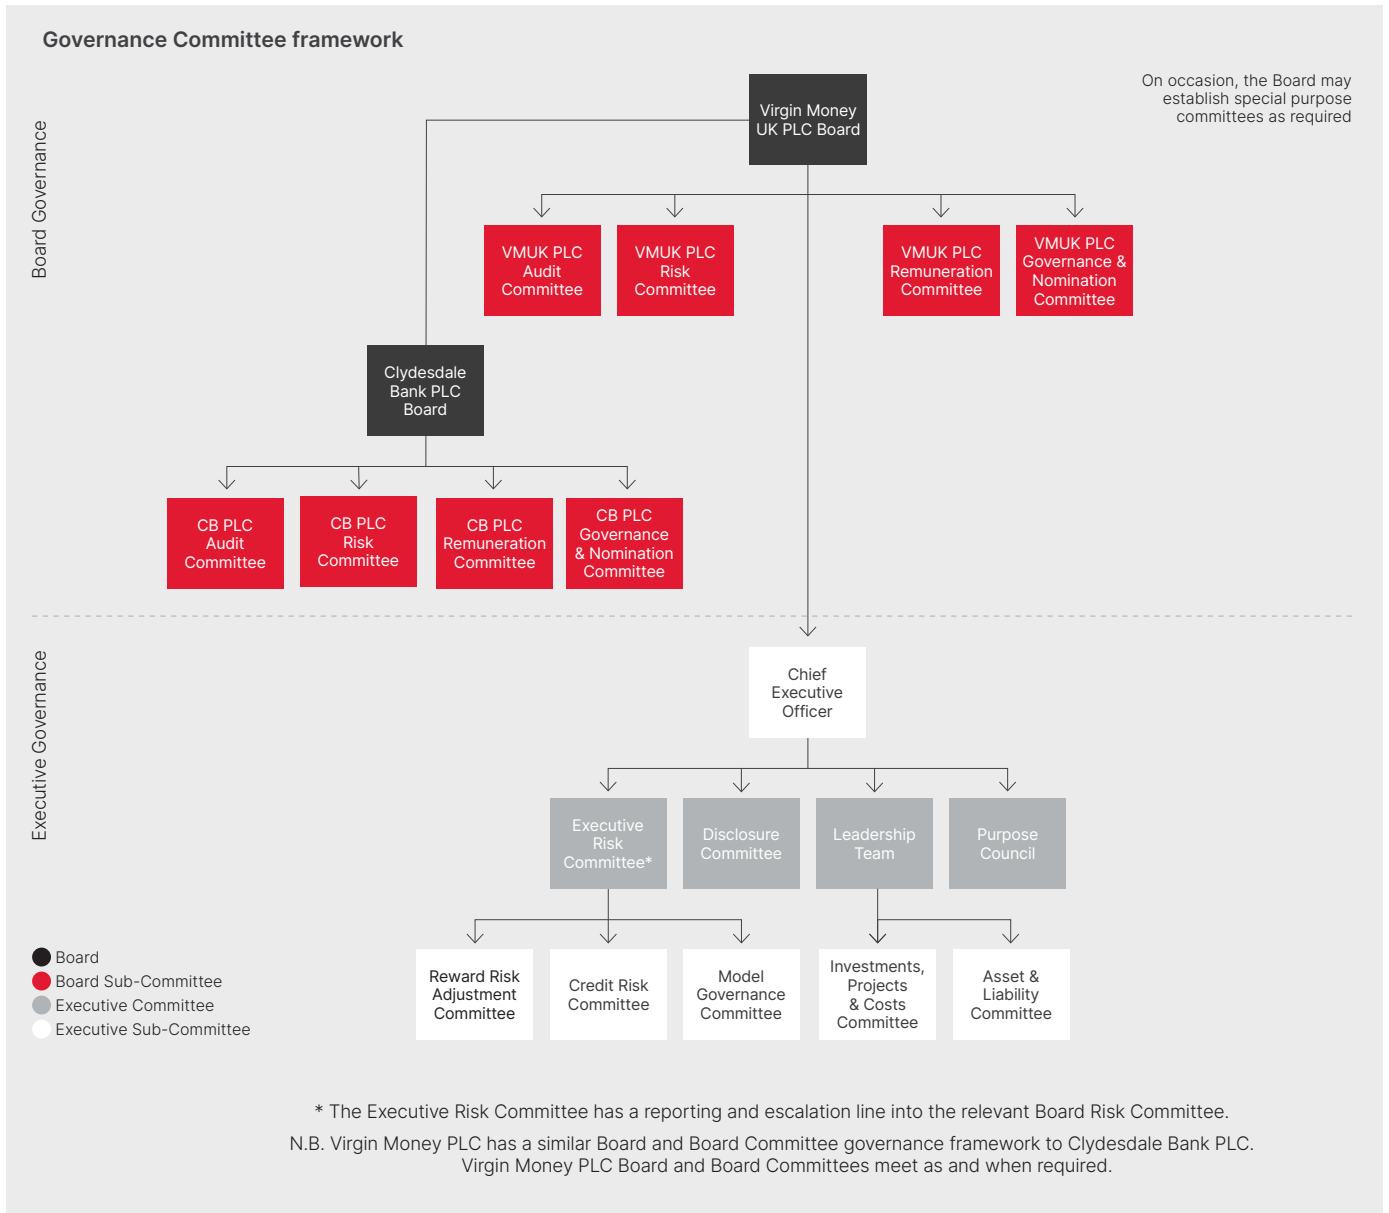 Governance Committee framework
On occasion, the Board may
establish special purpose
committees as required
Board Governance
Virgin Money
UK PLC Board
VMUK PLC
Audit
Committee
VMUK PLC
Risk
Committee
VMUK PLC
Remuneration
Committee
VMUK PLC
Governance &
Nomination
Committee
Clydesdale
Bank PLC
Board
CB PLC
Audit
Committee
CB PLC
Risk
Committee
CB PLC
Remuneration
Committee
CB PLC
Governance
& Nomination
Committee
Executive Governance
Chief
Executive
Officer
Executive
Risk
Committee*
Disclosure
Committee
Leadership
Team
Purpose
Council
Reward Risk
Adjustment
Committee
Credit Risk
Committee
Model
Governance
Committee
Investments,
Projects
& Costs
Committee
Asset &
Liability
Committee
Board
Board Sub-Committee
Executive Committee
Executive Sub-Committee
* The Executive Risk Committee has a reporting and escalation line into the relevant Board Risk Committee.
N.B. Virgin Money PLC has a similar Board and Board Committee governance framework to Clydesdale Bank PLC.
Virgin Money PLC Board and Board Committees meet as and when required.